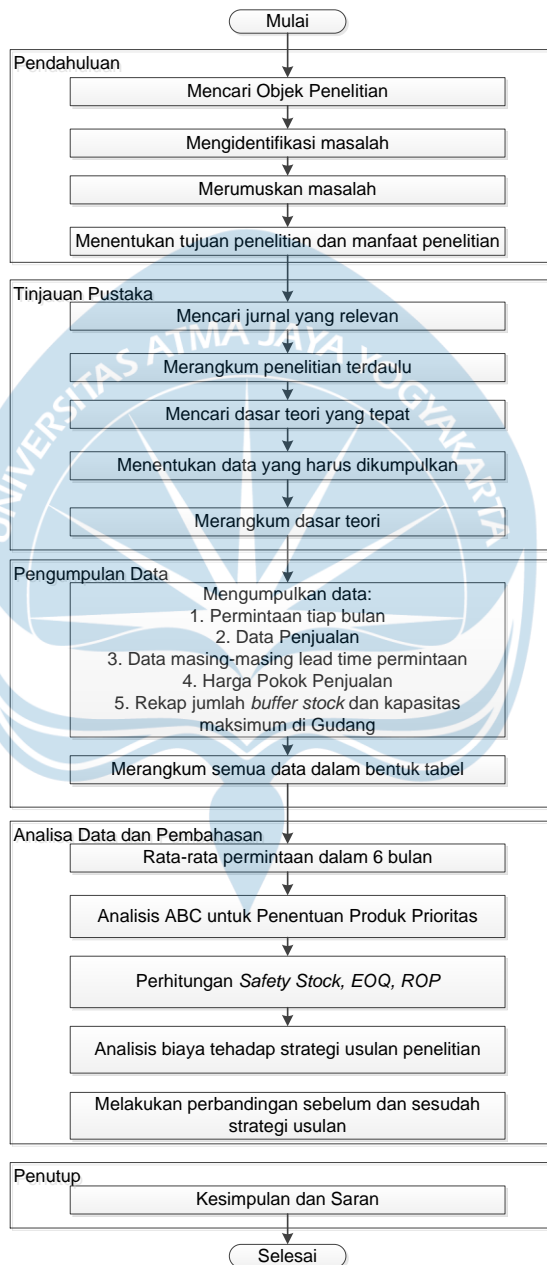 Mulai
Pendahuluan
Mencari Objek Penelitian
Mengidentifikasi masalah
Merumuskan masalah
Menentukan tujuan penelitian dan manfaat penelitian
Tinjauan Pustaka
Mencari jurnal yang relevan
Merangkum penelitian terdaulu
Mencari dasar teori yang tepat
Menentukan data yang harus dikumpulkan
Merangkum dasar teori
UNIVERSITAS ATMA JAYA YOGYAKARTA
Pengumpulan Data
Mengumpulkan data:
1. Permintaan tiap bulan
2. Data Penjualan
3. Data masing-masing lead time permintaan
4. Harga Pokok Penjualan
5. Rekap jumlah buffer stock dan kapasitas
maksimum di Gudang
Merangkum semua data dalam bentuk tabel
Analisa Data dan Pembahasan
Rata-rata permintaan dalam 6 bulan
Analisis ABC untuk Penentuan Produk Prioritas
Perhitungan Safety Stock, EOQ, ROP
Analisis biaya tehadap strategi usulan penelitian
Melakukan perbandingan sebelum dan sesudah
strategi usulan
Penutup
Kesimpulan dan Saran
Selesai